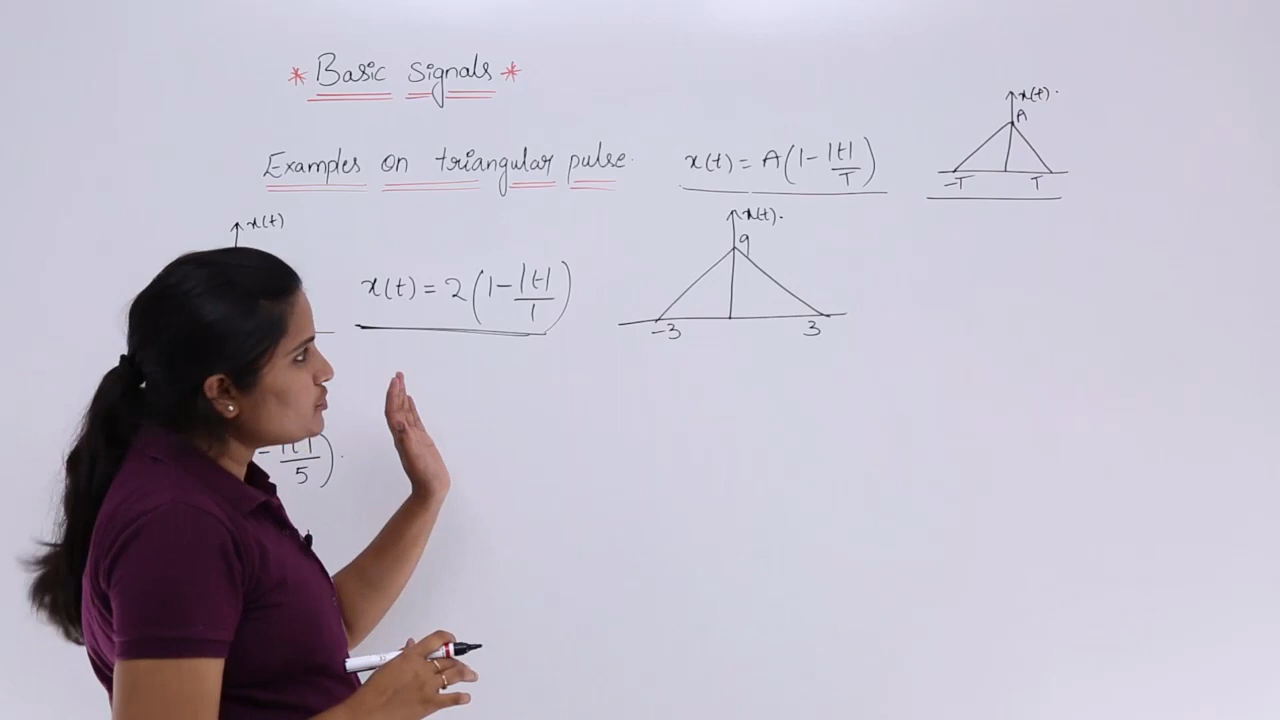 * Basic Signals *
Examples on triangular pulse.
x(t) = A(1 - |t|/T)
x(t).
A
-T T
x(t)
x(t) = 2(1 - |t|/1)
x(t).
9
-3 3
- |t|/5).